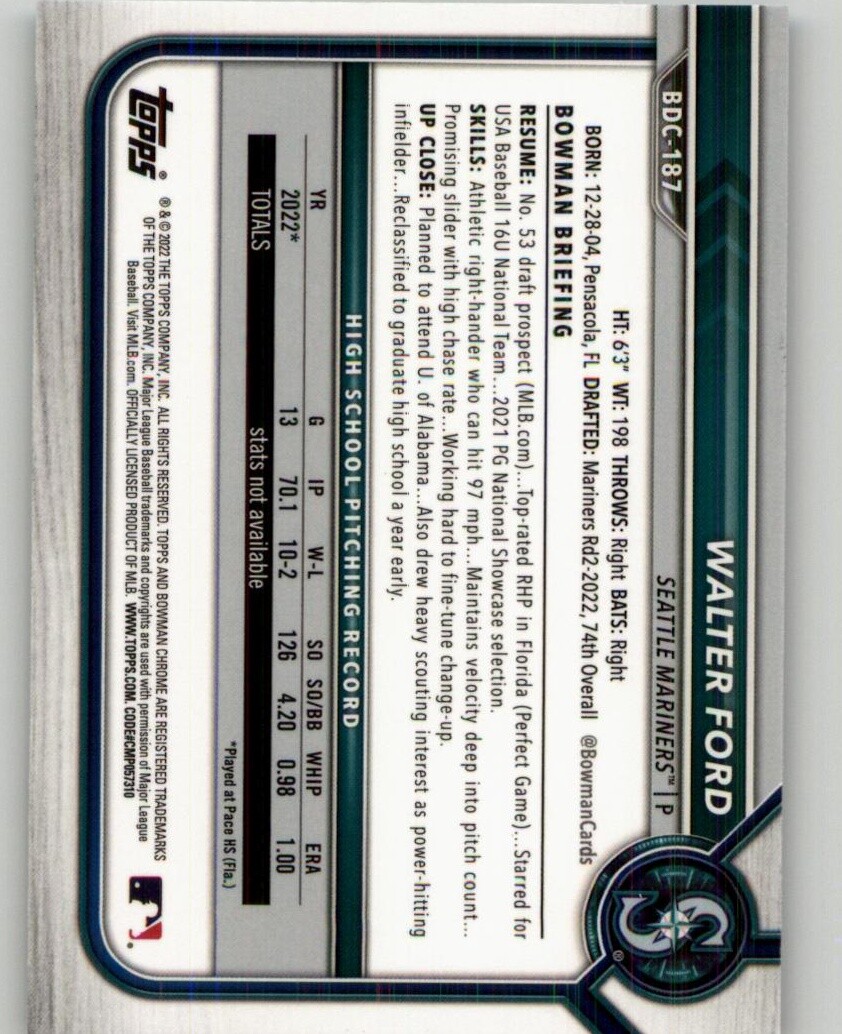 BDC-187
WALTER FORD
SEATTLE MARINERS™ | P
HT: 6'3" WT: 198 THROWS: Right BATS: Right
BORN: 12-28-04, Pensacola, FL DRAFTED: Mariners Rd2-2022, 74th Overall @BowmanCards
BOWMAN BRIEFING
RESUME: No. 53 draft prospect (MLB.com)...Top-rated RHP in Florida (Perfect Game)...Starred for
USA Baseball 16U National Team...2021 PG National Showcase selection.
SKILLS: Athletic right-hander who can hit 97 mph...Maintains velocity deep into pitch count...
Promising slider with high chase rate...Working hard to fine-tune change-up.
UP CLOSE: Planned to attend U. of Alabama...Also drew heavy scouting interest as power-hitting
infielder...Reclassified to graduate high school a year early.
HIGH SCHOOL PITCHING RECORD
YR G IP W-L SO SO/BB WHIP ERA
2022* 13 70.1 10-2 126 4.20 0.98 1.00
TOTALS stats not available
*Played at Pace HS (Fla.)
topps®
® & © 2022 THE TOPPS COMPANY, INC. ALL RIGHTS RESERVED. TOPPS AND BOWMAN CHROME ARE REGISTERED TRADEMARKS
OF THE TOPPS COMPANY, INC. Major League Baseball trademarks and copyrights are used with permission of Major League
Baseball. Visit MLB.com. OFFICIALLY LICENSED PRODUCT OF MLB. WWW.TOPPS.COM. CODE#CMP057310